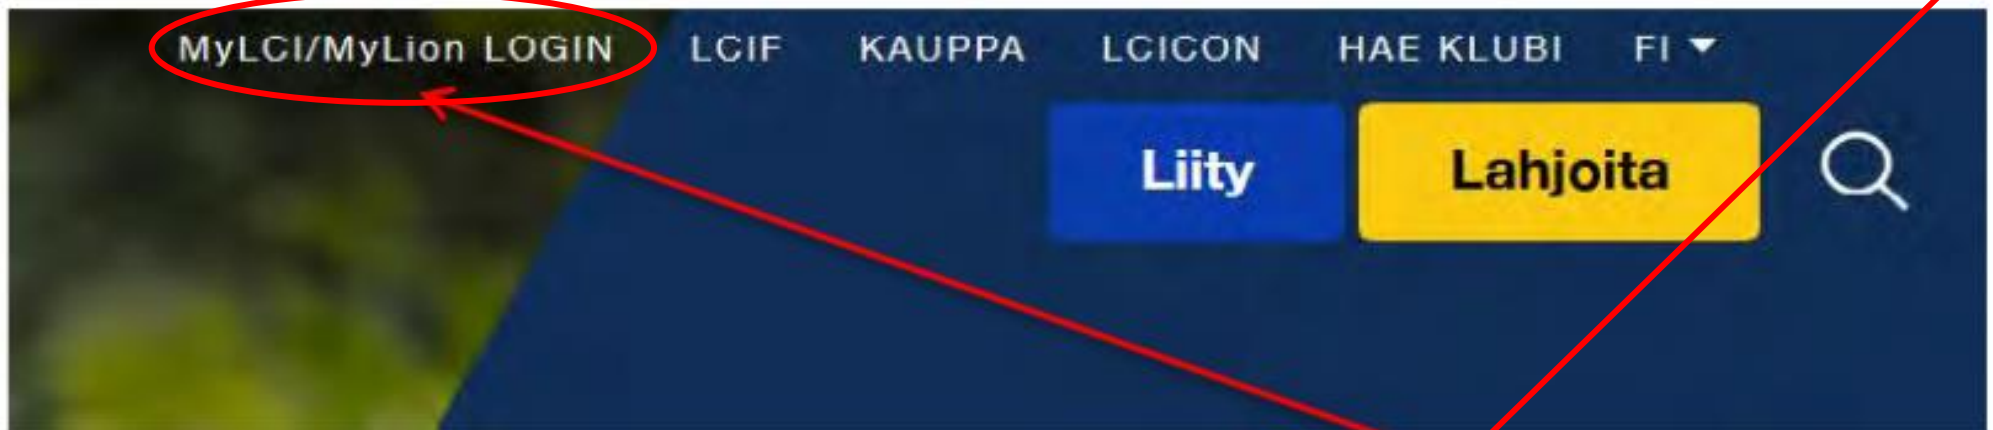 MyLCI/MyLion LOGIN LCIF KAUPPA LCICON HAE KLUBI FI
Liity Lahjoita